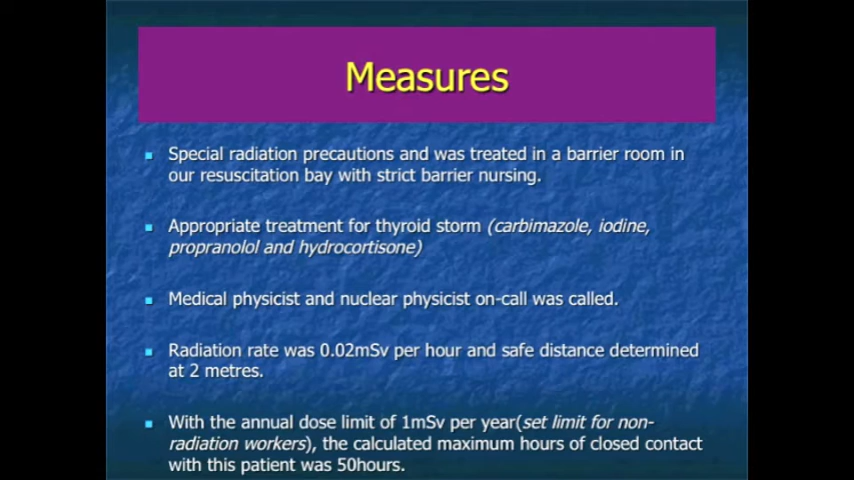 Measures
Special radiation precautions and was treated in a barrier room in
our resuscitation bay with strict barrier nursing.
Appropriate treatment for thyroid storm (carbimazole, iodine,
propranolol and hydrocortisone)
Medical physicist and nuclear physicist on-call was called.
Radiation rate was 0.02mSv per hour and safe distance determined
at 2 metres.
With the annual dose limit of 1mSv per year(set limit for non-
radiation workers), the calculated maximum hours of closed contact
with this patient was 50hours.